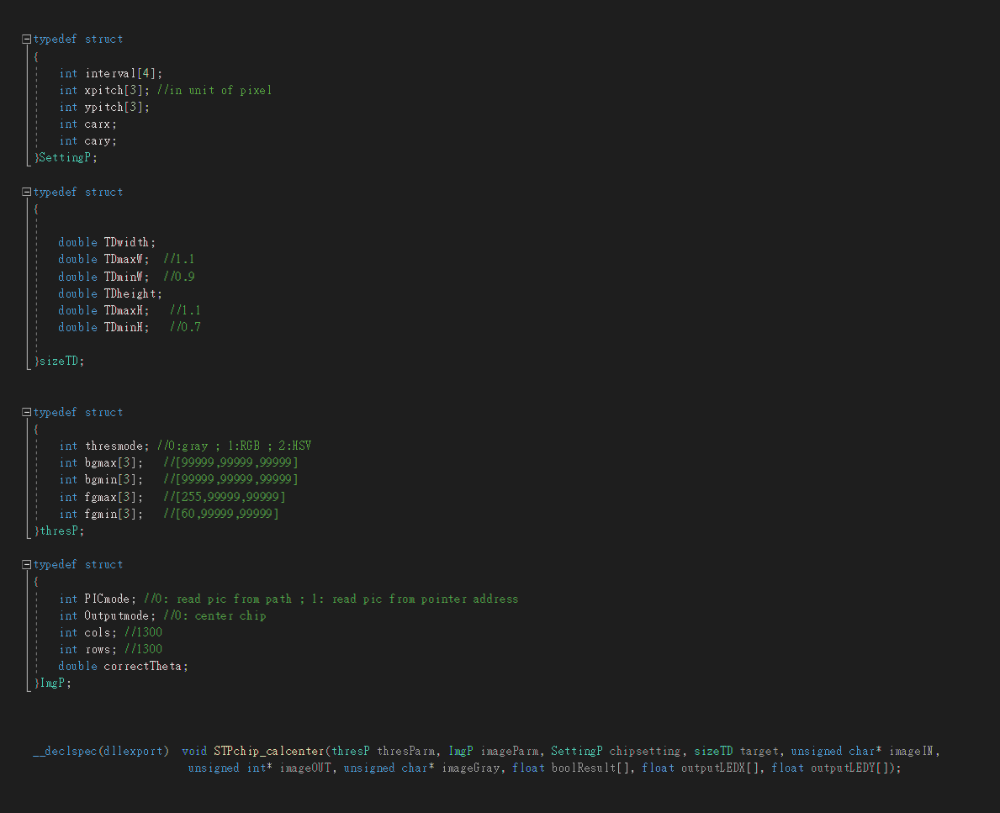 typedef struct
{
int interval[4];
int xpitch[3]; //in unit of pixel
int ypitch[3];
int carx;
int cary;
}SettingP;
typedef struct
{
double TDwidth;
double TDmaxW; //1.1
double TDminW; //0.9
double TDheight;
double TDmaxH; //1.1
double TDminH; //0.7
}sizeTD;
typedef struct
{
int thresmode; //0:gray ; 1:RGB ; 2:HSV
int bgmax[3]; //[99999,99999,99999]
int bgmin[3]; //[99999,99999,99999]
int fgmax[3]; //[255,99999,99999]
int fgmin[3]; //[60,99999,99999]
}thresP;
typedef struct
{
int PICmode; //0: read pic from path ; 1: read pic from pointer address
int Outputmode; //0: center chip
int cols; //1300
int rows; //1300
double correctTheta;
}ImgP;
__declspec(dllexport) void STPchip_calcenter(thresP thresParm, ImgP imageParm, SettingP chipsetting, sizeTD target, unsigned char* imageIN,
unsigned int* imageOUT, unsigned char* imageGray, float boolResult[], float outputLEDX[], float outputLEDY[]);